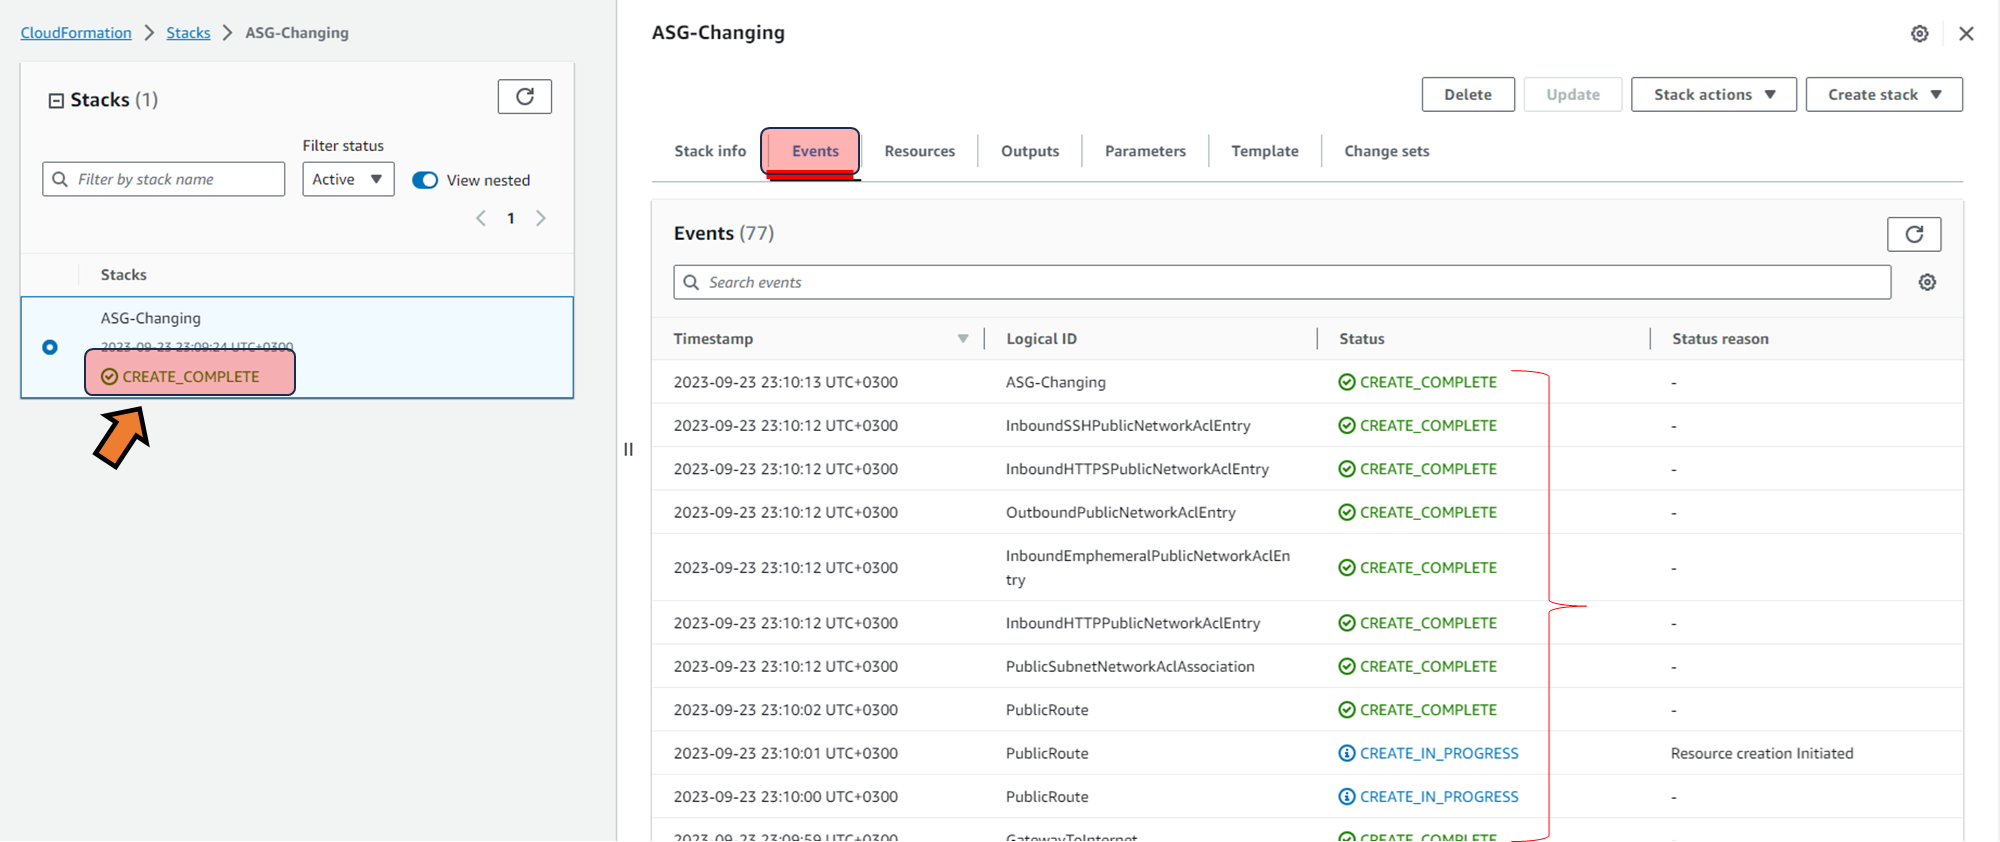 CloudFormation > Stacks > ASG-Changing
Stacks (1)
Filter status
Filter by stack name
Active
View nested
1
Stacks
ASG-Changing
2023-09-23 23:09:24 UTC+0300
CREATE_COMPLETE
ASG-Changing
Delete
Update
Stack actions
Create stack
Stack info
Events
Resources
Outputs
Parameters
Template
Change sets
Events (77)
Search events
Timestamp Logical ID Status Status reason
2023-09-23 23:10:13 UTC+0300 ASG-Changing CREATE_COMPLETE -
2023-09-23 23:10:12 UTC+0300 InboundSSHPublicNetworkAclEntry CREATE_COMPLETE -
2023-09-23 23:10:12 UTC+0300 InboundHTTPSPublicNetworkAclEntry CREATE_COMPLETE -
2023-09-23 23:10:12 UTC+0300 OutboundPublicNetworkAclEntry CREATE_COMPLETE -
2023-09-23 23:10:12 UTC+0300 InboundEmphemeralPublicNetworkAclEn CREATE_COMPLETE -
try
2023-09-23 23:10:12 UTC+0300 InboundHTTPPublicNetworkAclEntry CREATE_COMPLETE -
2023-09-23 23:10:12 UTC+0300 PublicSubnetNetworkAclAssociation CREATE_COMPLETE -
2023-09-23 23:10:02 UTC+0300 PublicRoute CREATE_COMPLETE -
2023-09-23 23:10:01 UTC+0300 PublicRoute CREATE_IN_PROGRESS Resource creation Initiated
2023-09-23 23:10:00 UTC+0300 PublicRoute CREATE_IN_PROGRESS -
2023-09-23 23:09:59 UTC+0300 GatewayToInternet CREATE_COMPLETE -